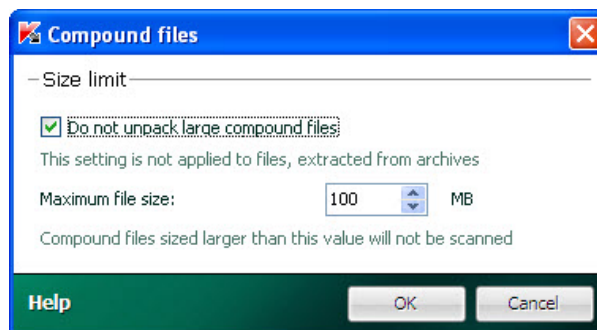 Compound files
Size limit
Do not unpack large compound files
This setting is not applied to files, extracted from archives
Maximum file size: 100 MB
Compound files sized larger than this value will not be scanned
Help OK Cancel